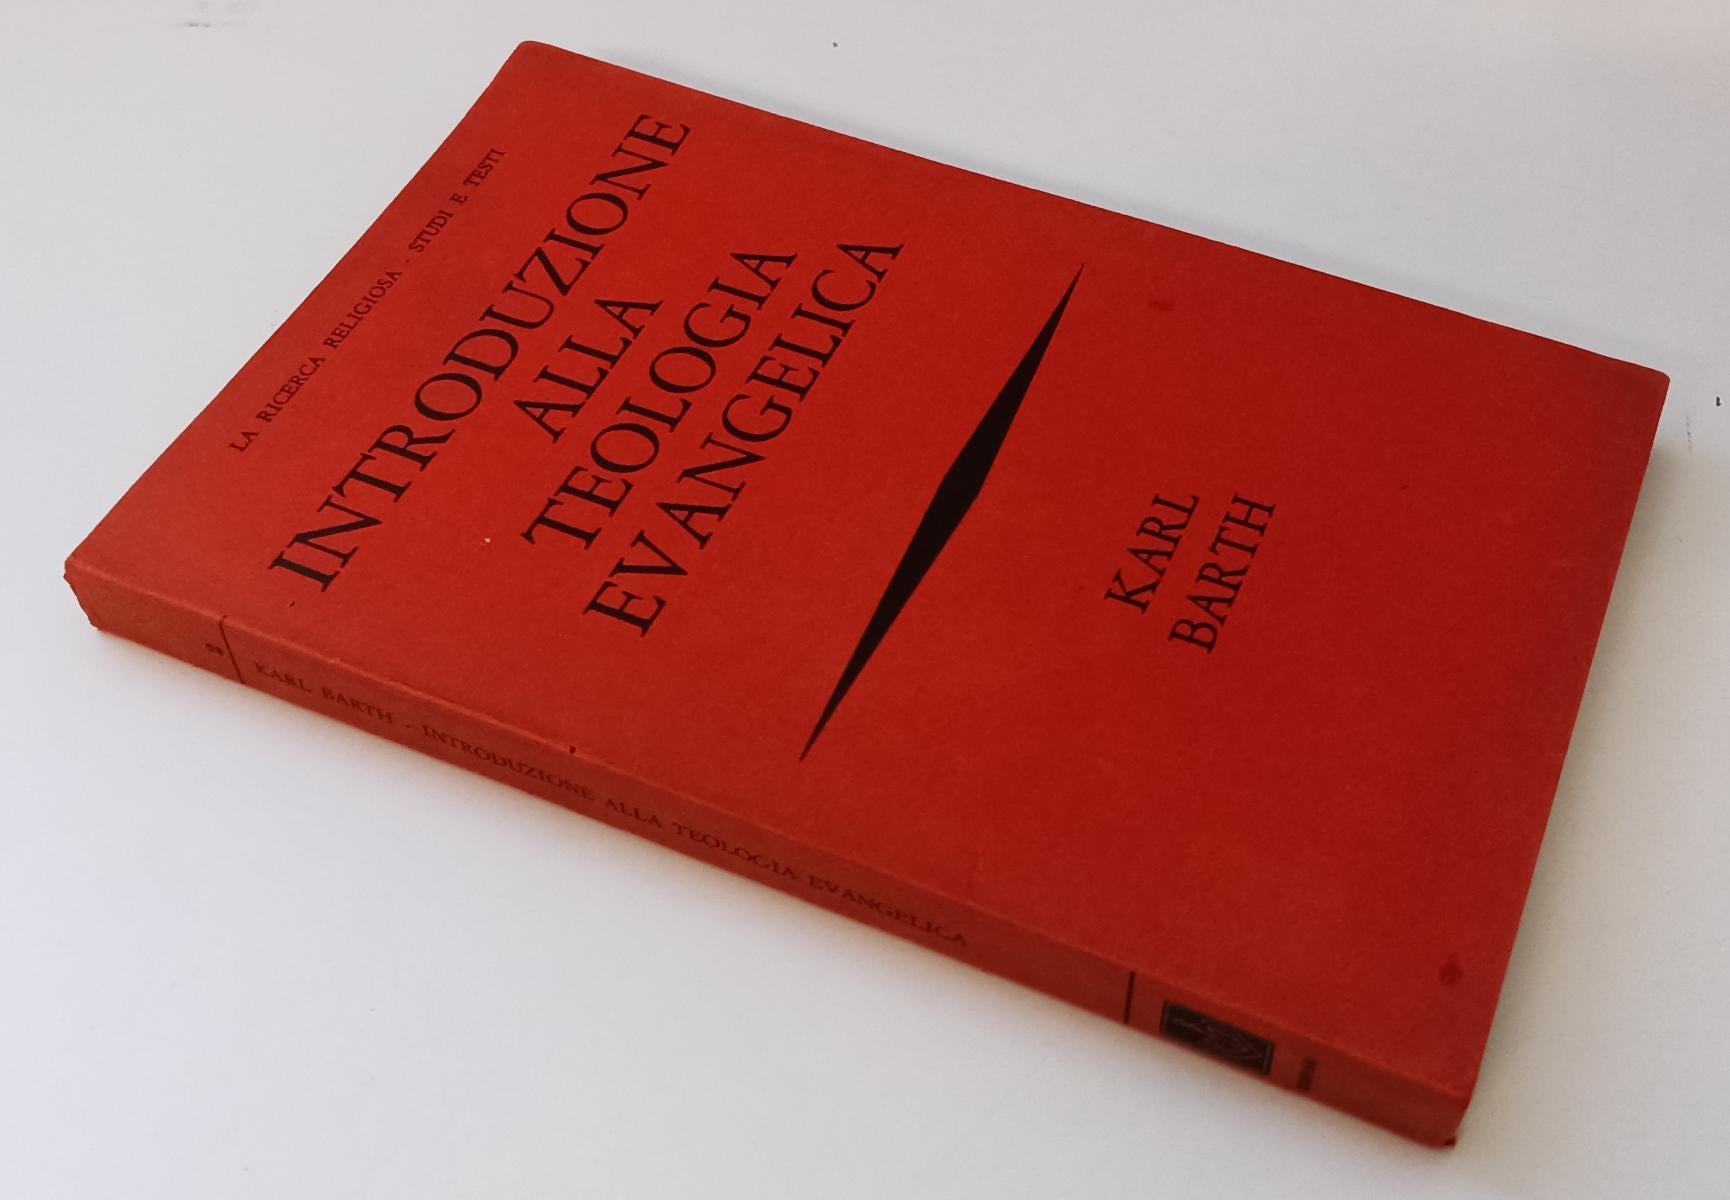 LA RICERCA RELIGIOSA - STUDI E TESTI
INTRODUZIONE
ALLA
TEOLOGIA
EVANGELICA
KARL
BARTH
KARL BARTH - INTRODUZIONE ALLA TEOLOGIA EVANGELICA